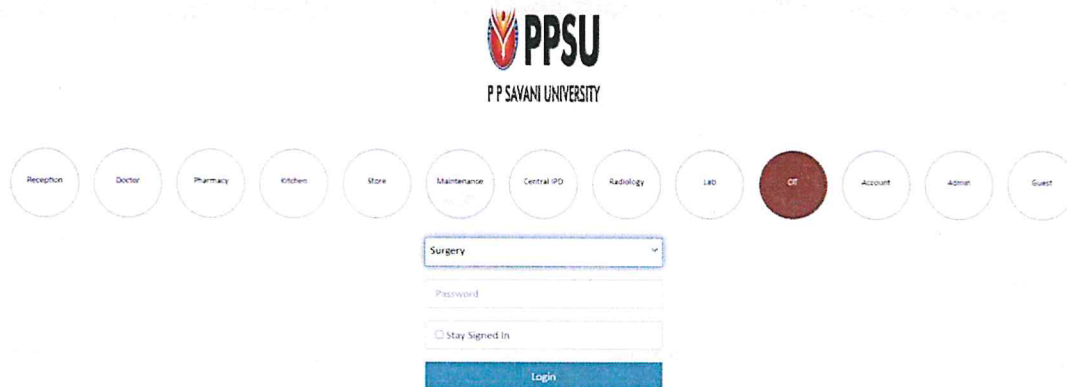 PPSU
P P SAVANI UNIVERSITY
Reception Doctor Pharmacy Kitchen Store Maintenance Central IPD Radiology Lab OT Account Admin Guest
Surgery
Password
Stay Signed In
Login